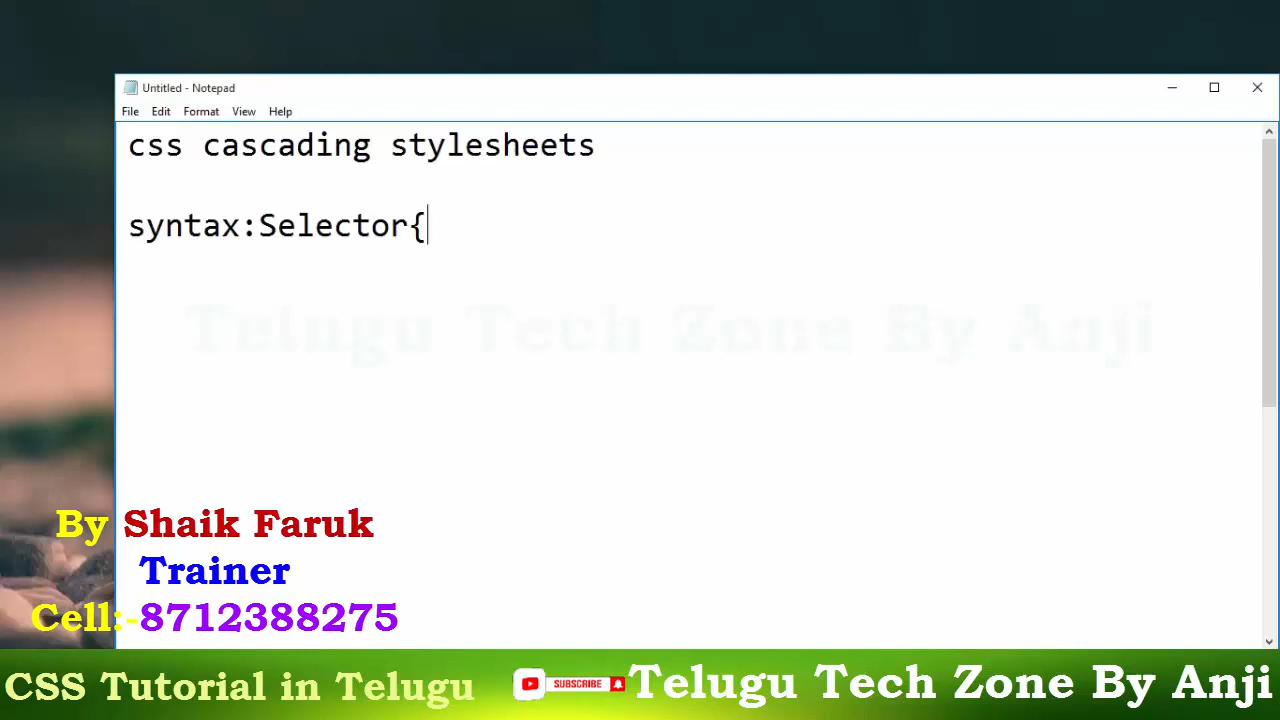 Untitled - Notepad
File Edit Format View Help
css cascading stylesheets
syntax:Selector{
Telugu Tech Zone By Anji
By Shaik Faruk
Trainer
Cell:-8712388275
CSS Tutorial in Telugu SUBSCRIBE Telugu Tech Zone By Anji